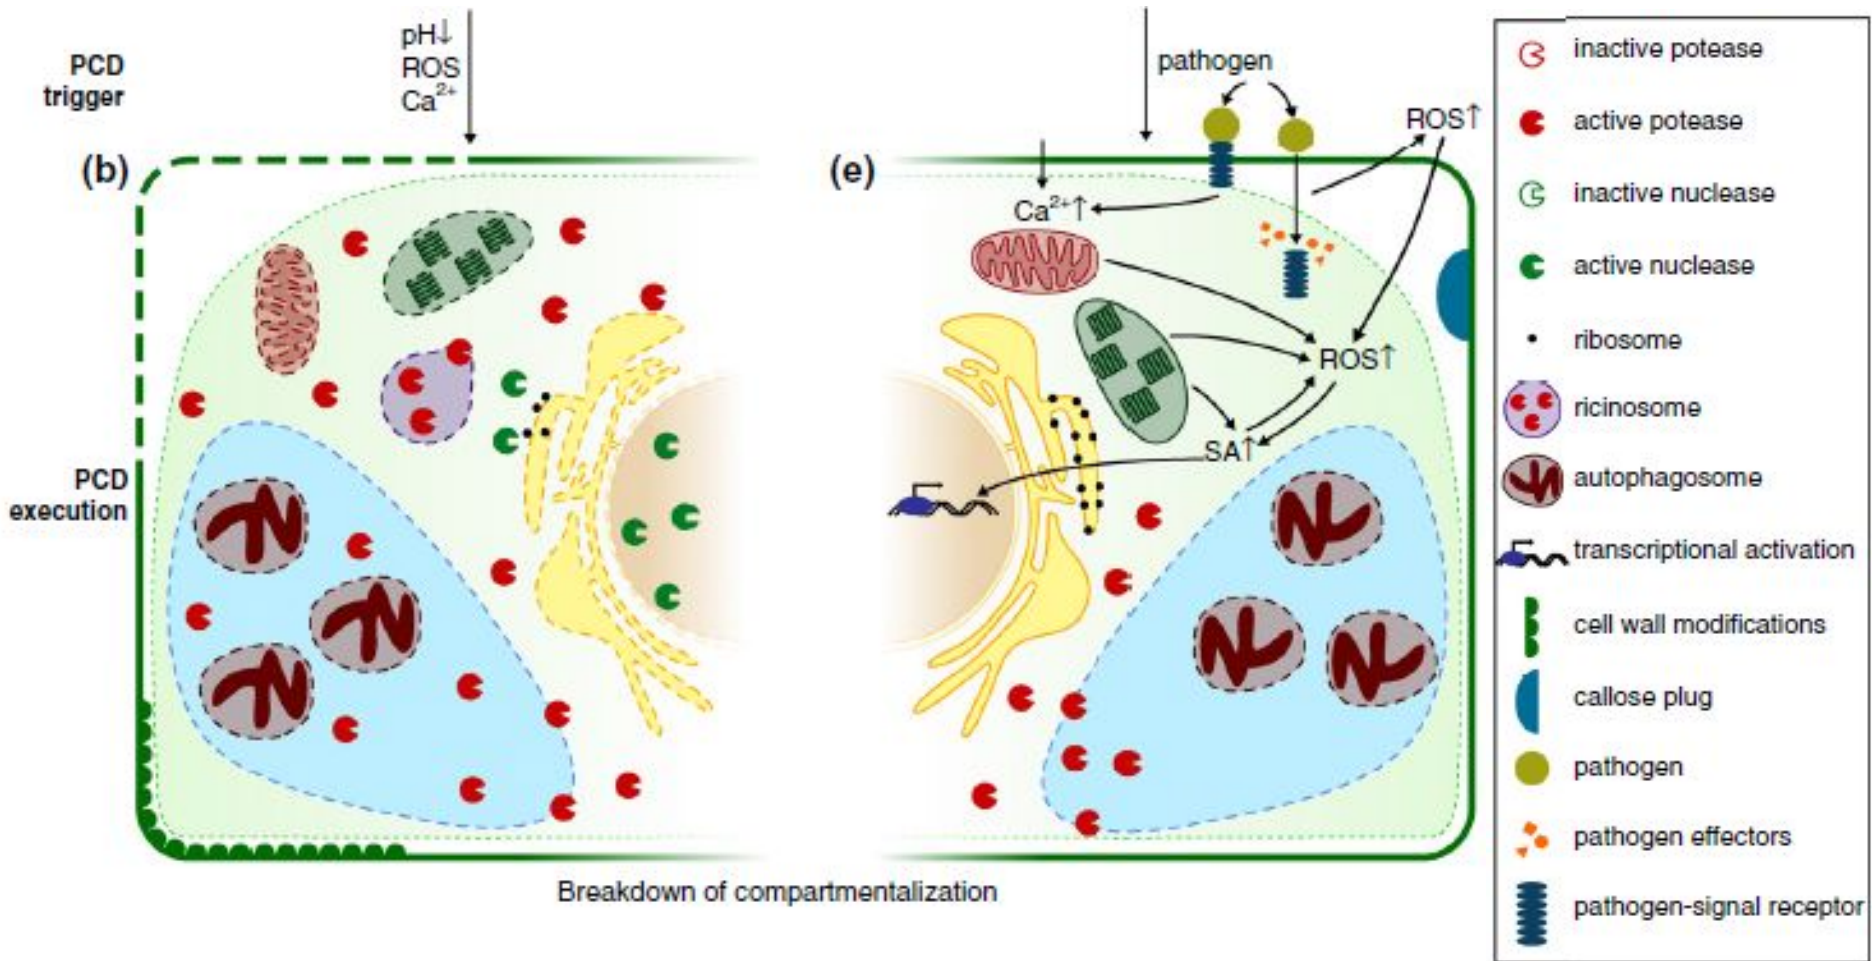 PCD
trigger
pH↓
ROS
Ca²⁺
(b)
PCD
execution
pathogen
ROS↑
(e)
Ca²⁺↑
ROS↑
SA↑
Breakdown of compartmentalization
inactive potease
active potease
inactive nuclease
active nuclease
ribosome
ricinosome
autophagosome
transcriptional activation
cell wall modifications
callose plug
pathogen
pathogen effectors
pathogen-signal receptor